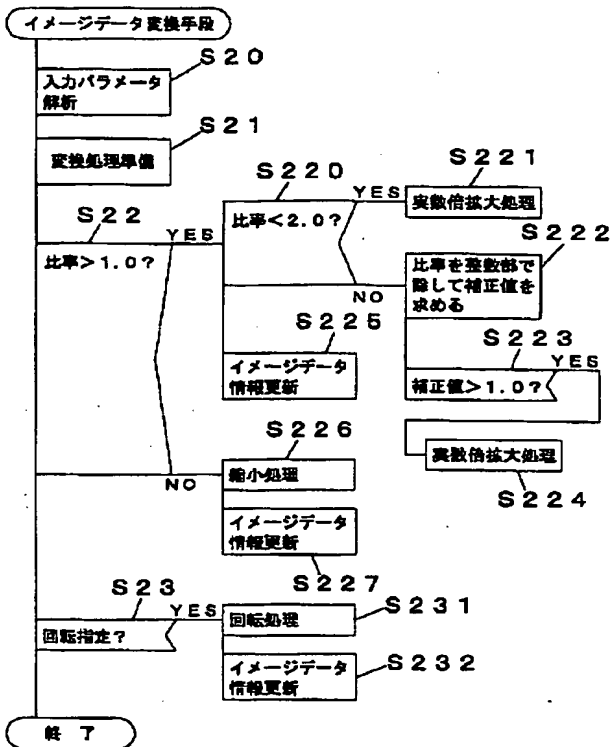 イメージデータ変換手段
S20
入力パラメータ
解析
S21
変換処理準備
S22
比率>1.0?
YES
S220
比率<2.0?
YES
S221
実数倍拡大処理
NO
S222
比率を整数部で
除して補正値を
求める
S223
補正値>1.0?
YES
実数倍拡大処理
S224
S225
イメージデータ
情報更新
NO
S226
縮小処理
イメージデータ
情報更新
S227
S23
回転指定?
YES
回転処理
S231
イメージデータ
情報更新
S232
終了